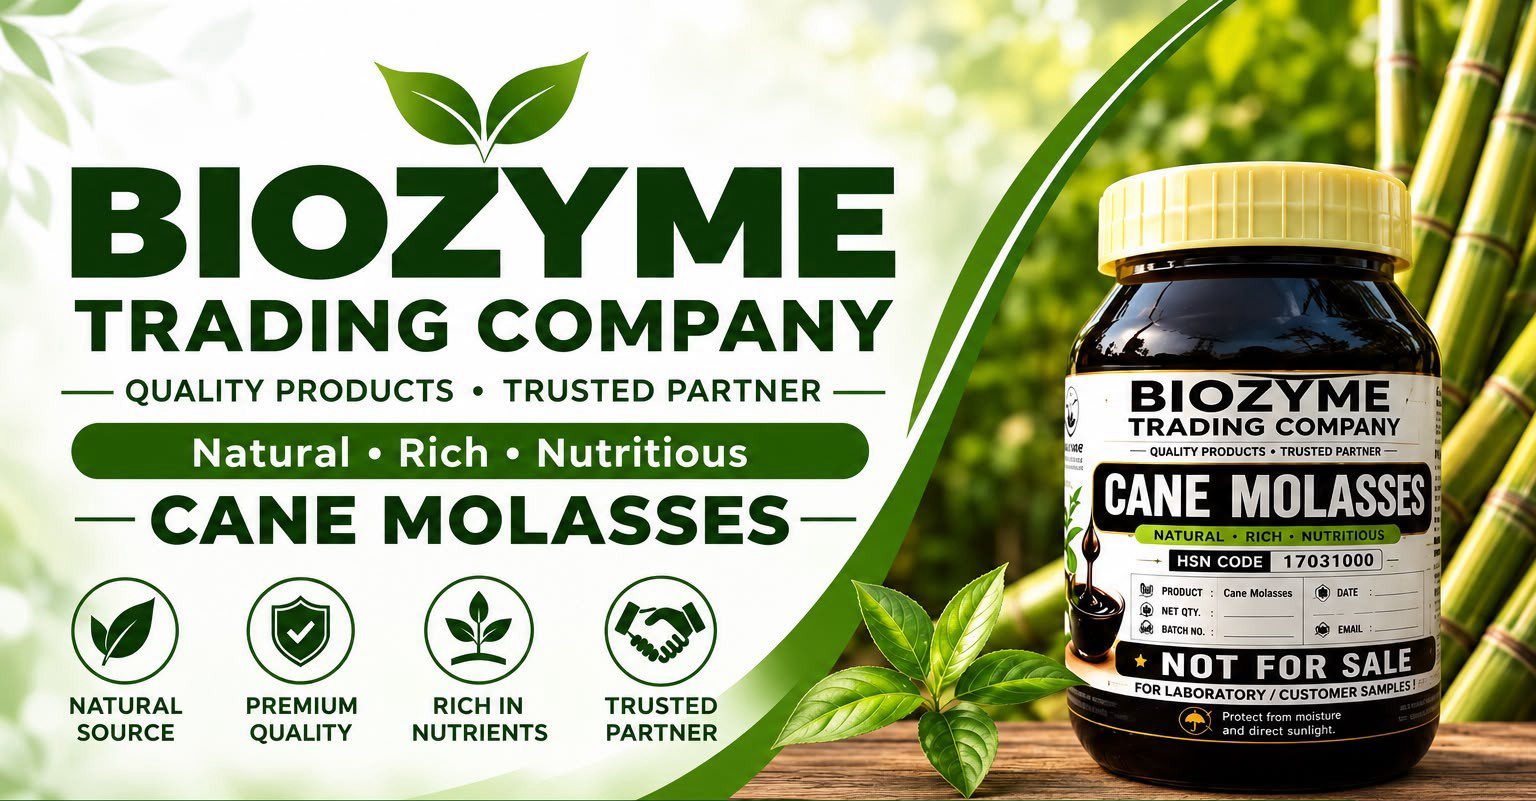 BIOZYME
TRADING COMPANY
QUALITY PRODUCTS • TRUSTED PARTNER
Natural • Rich • Nutritious
CANE MOLASSES
NATURAL
SOURCE
PREMIUM
QUALITY
RICH IN
NUTRIENTS
TRUSTED
PARTNER
BIOZYME
TRADING COMPANY
QUALITY PRODUCTS • TRUSTED PARTNER
CANE MOLASSES
NATURAL • RICH • NUTRITIOUS
HSN CODE 17031000
PRODUCT : Cane Molasses
NET QTY. :
BATCH NO. :
DATE :
EMAIL :
NOT FOR SALE
FOR LABORATORY / CUSTOMER SAMPLES !
Protect from moisture
and direct sunlight.